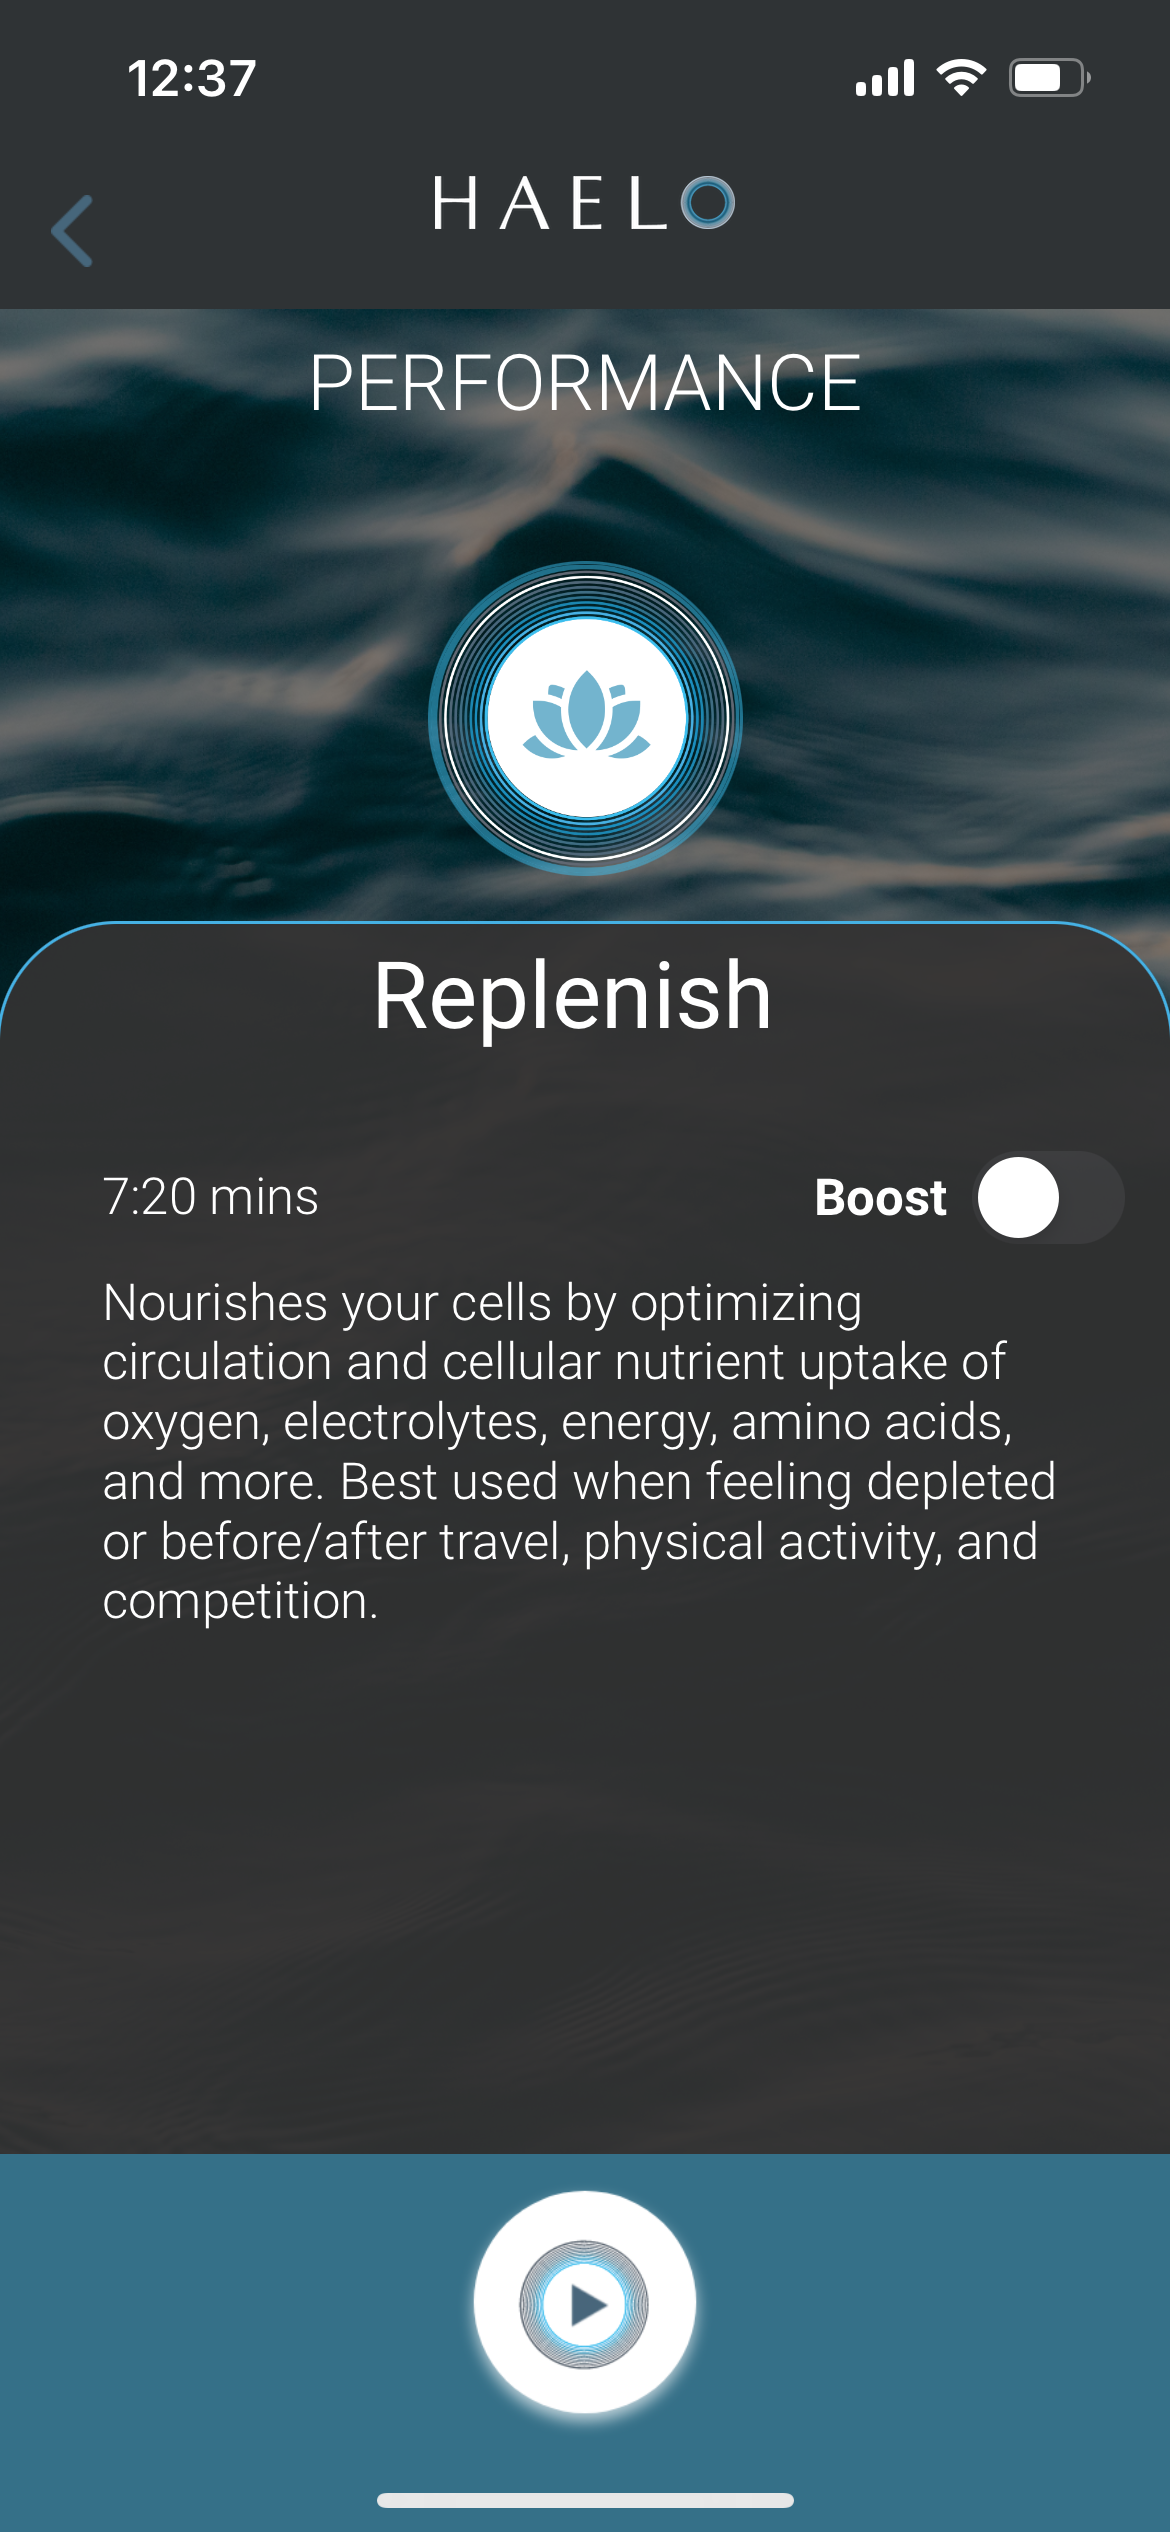 12:37
HAELO
PERFORMANCE
Replenish
7:20 mins
Boost
Nourishes your cells by optimizing
circulation and cellular nutrient uptake of
oxygen, electrolytes, energy, amino acids,
and more. Best used when feeling depleted
or before/after travel, physical activity, and
competition.